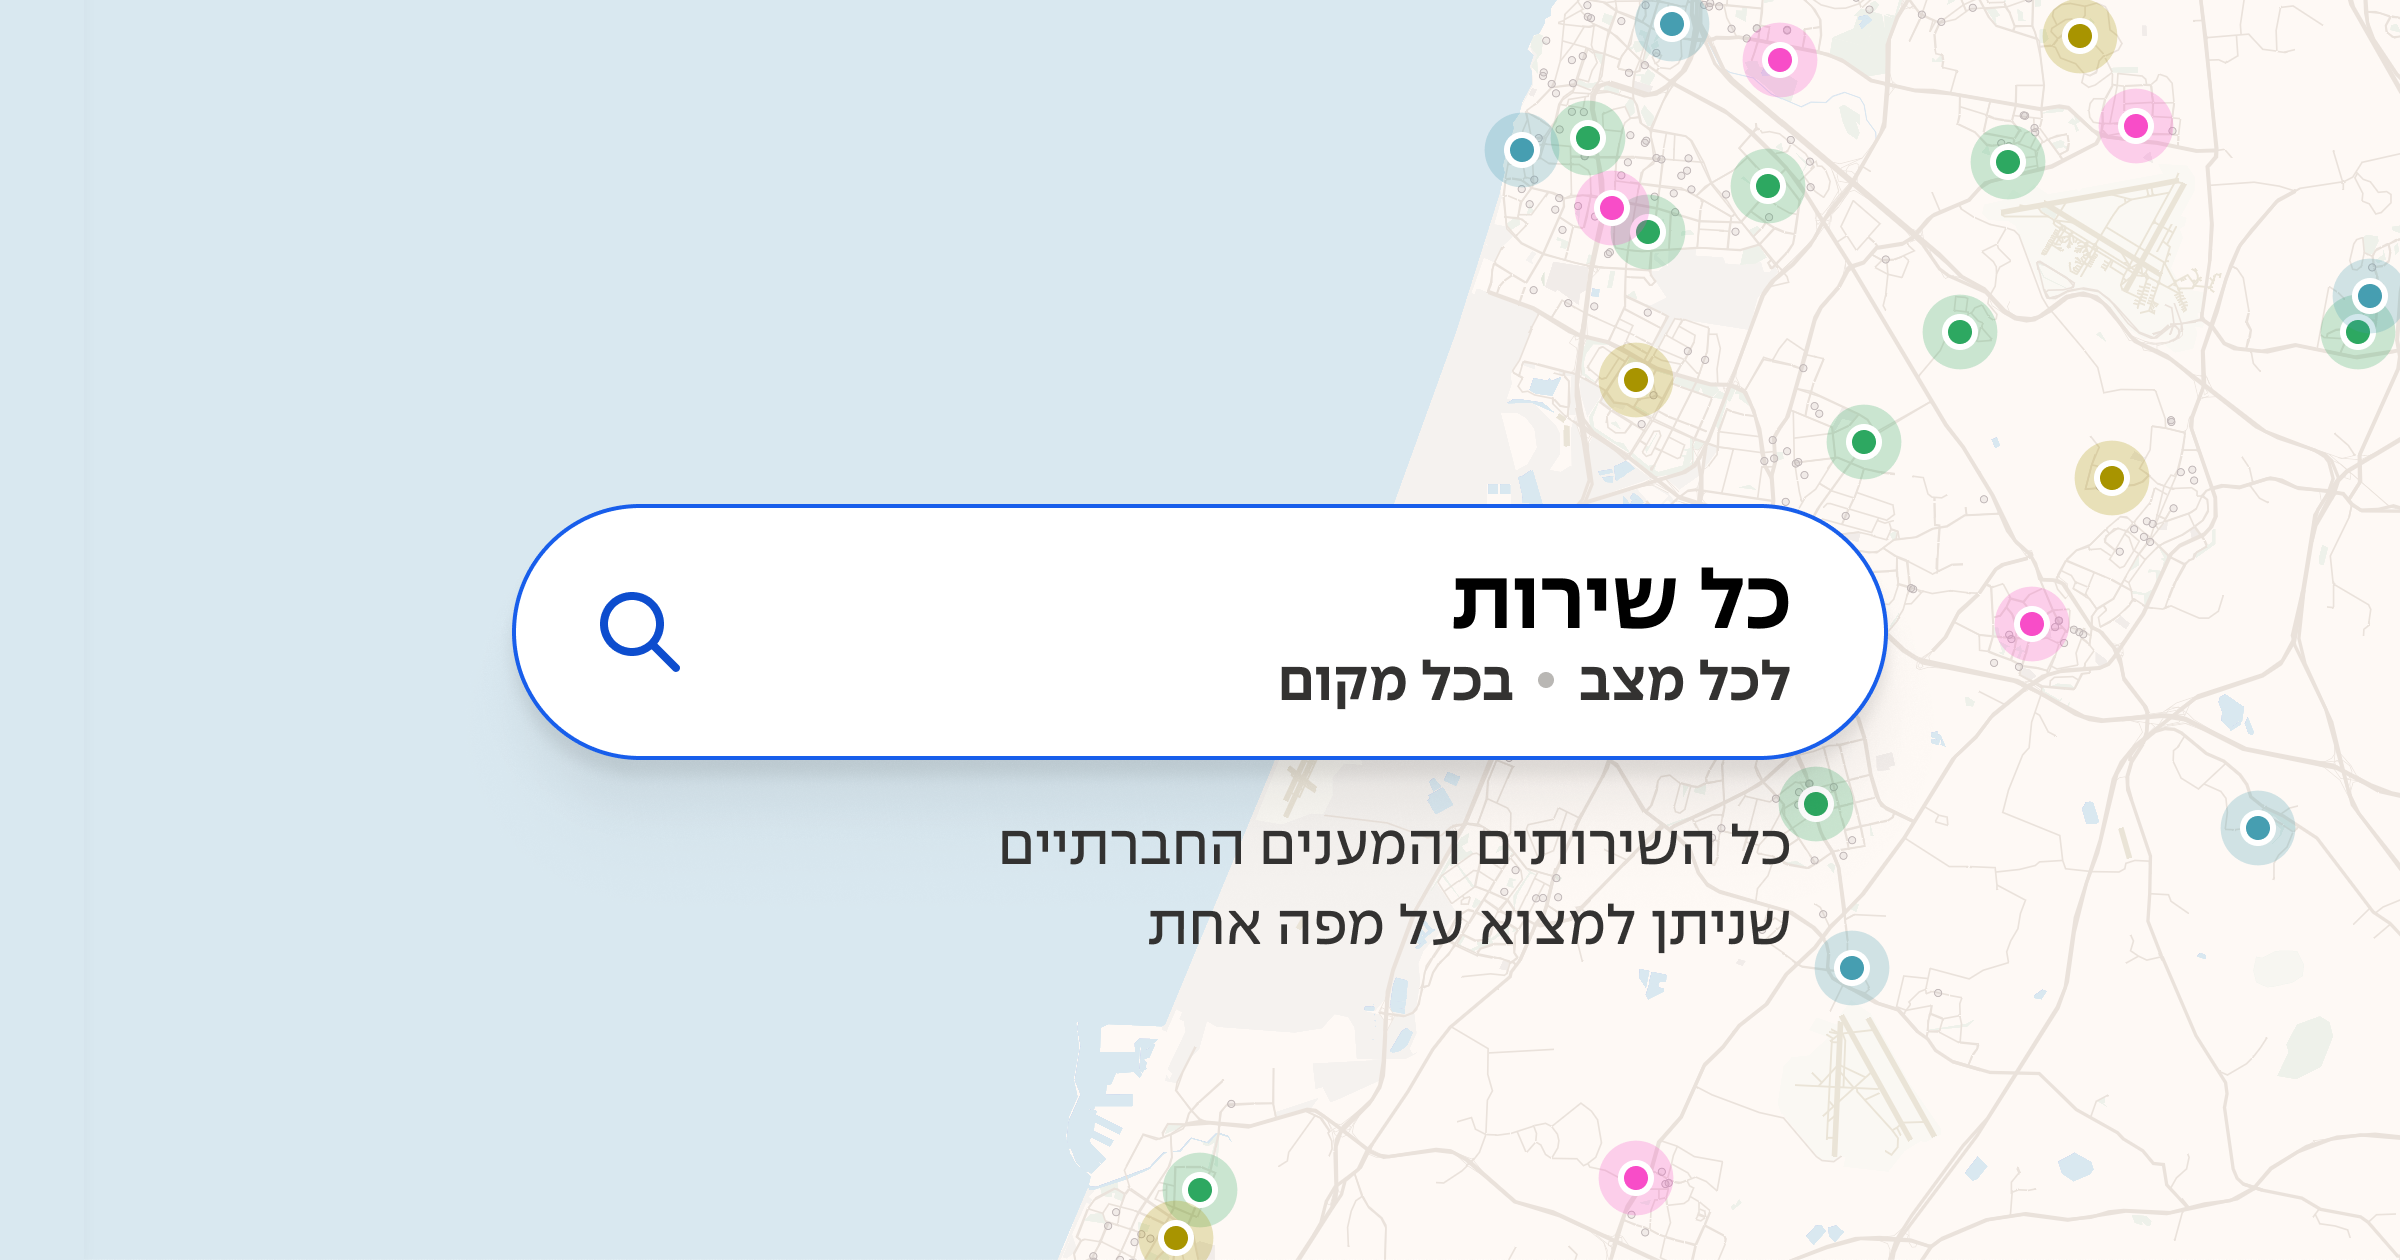 כל שירות
לכל מצב • בכל מקום
כל השירותים והמענים החברתיים
שניתן למצוא על מפה אחת